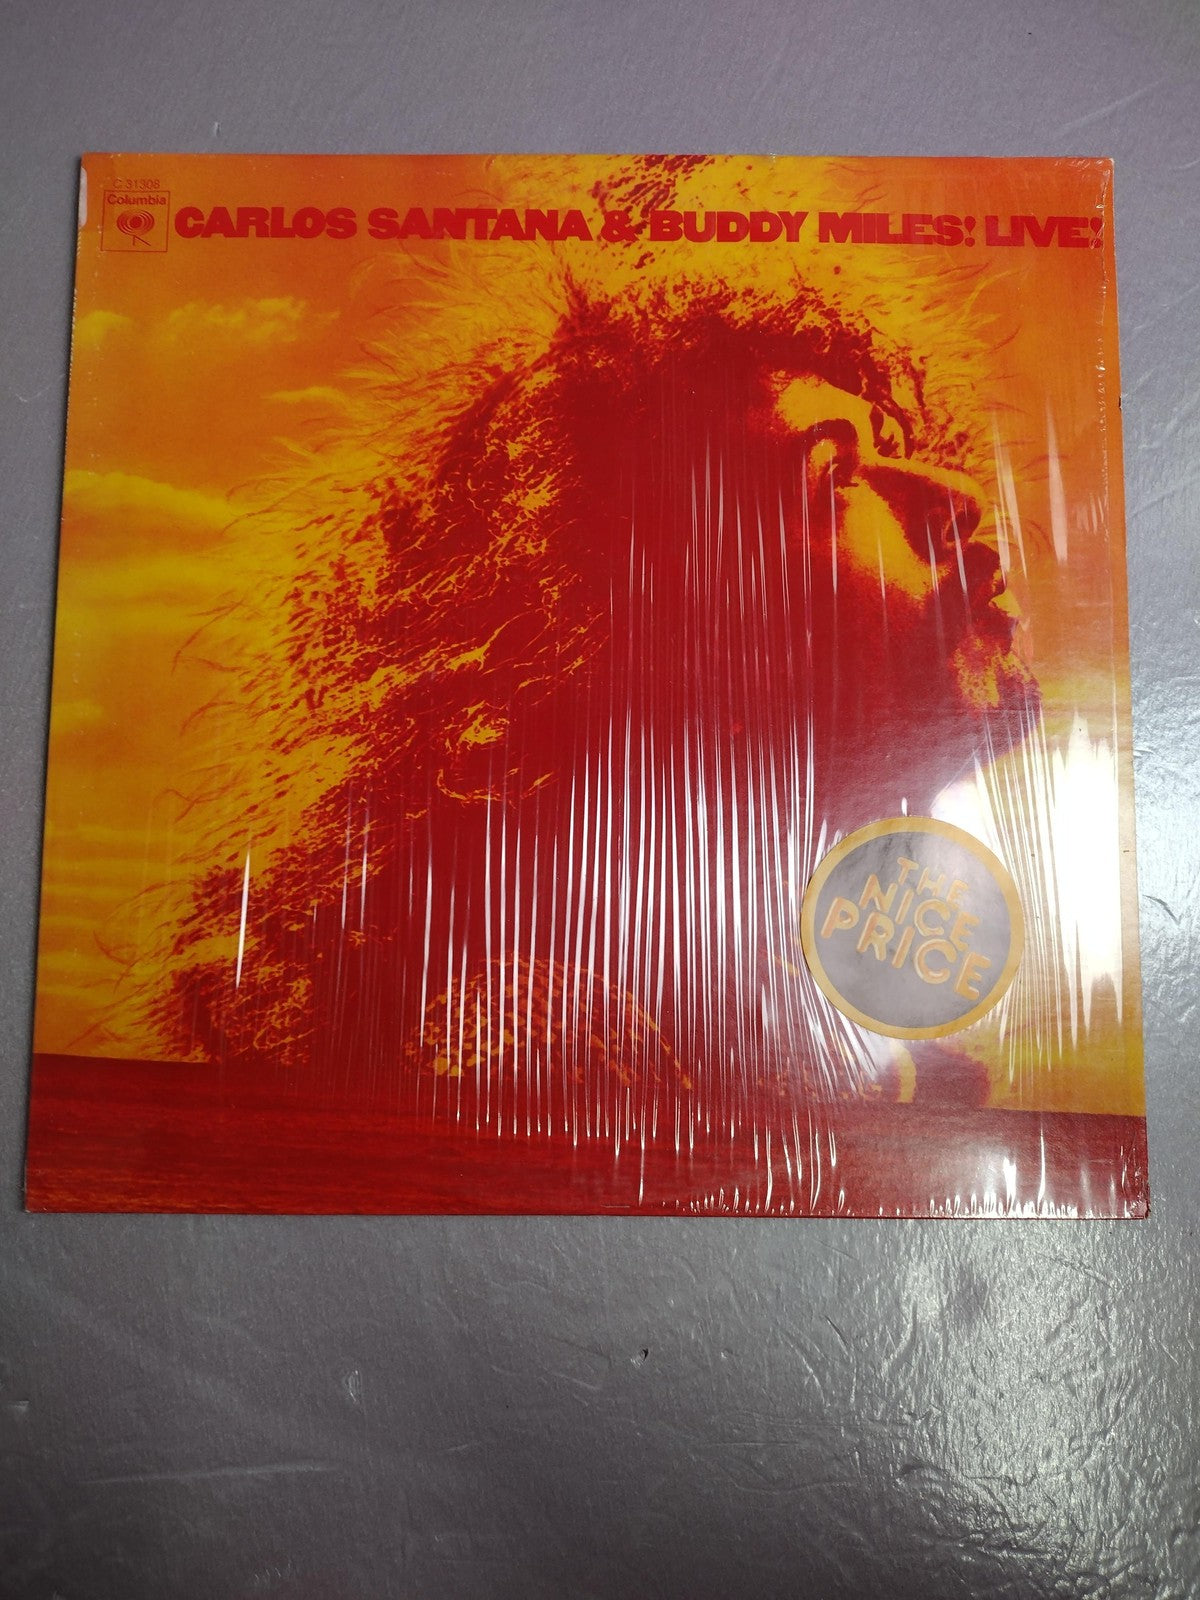 C 31308
Columbia
CARLOS SANTANA & BUDDY MILES! LIVE!
THE
NICE
PRICE